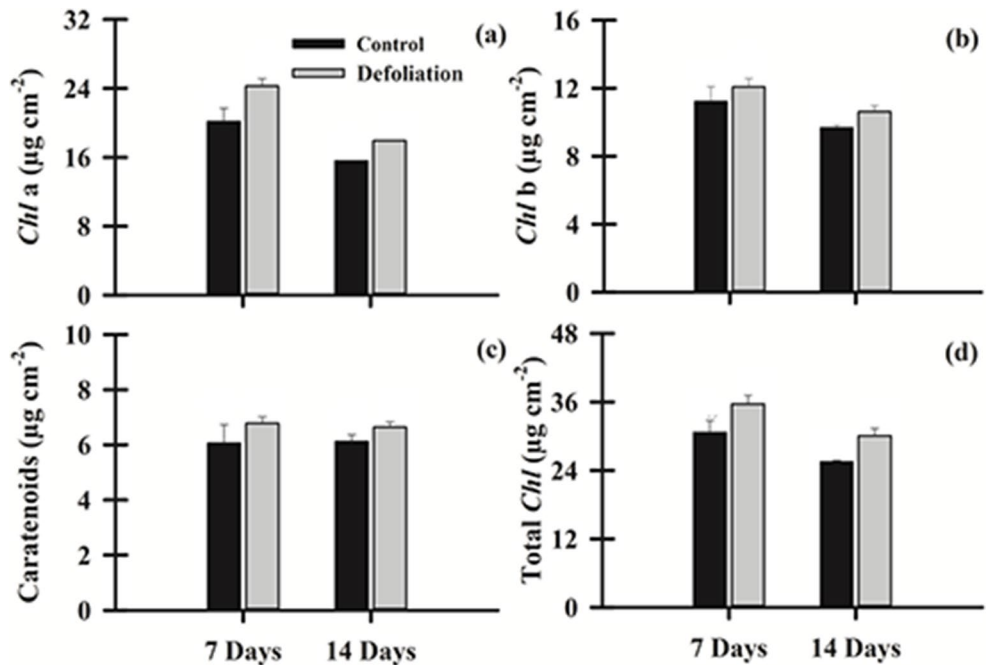 (a)
Control
Defoliation
Chl a (µg cm-2)
32
24
16
8
0
(b)
Chl b (µg cm-2)
16
12
8
4
0
(c)
Caratenoids (µg cm-2)
10
8
6
4
2
0
7 Days 14 Days
(d)
Total Chl (µg cm-2)
48
36
24
12
0
7 Days 14 Days